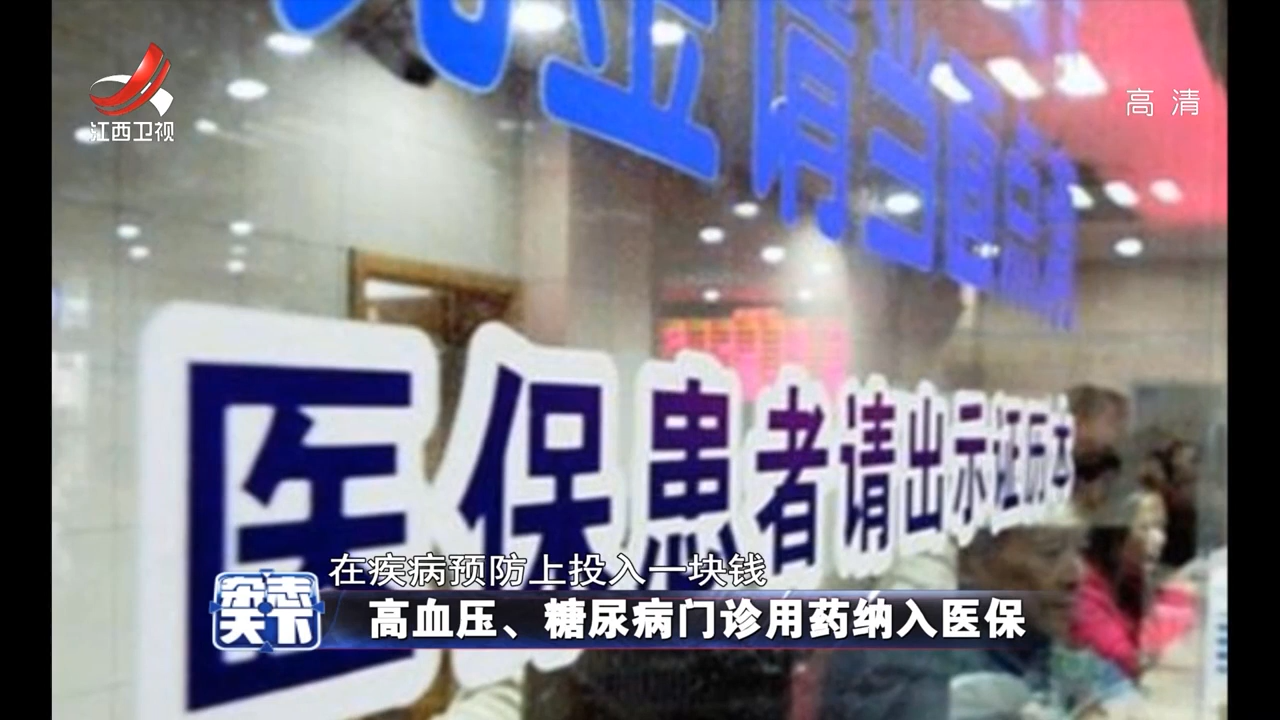 江西卫视
高清
医保患者请出示证历本
在疾病预防上投入一块钱
高血压、糖尿病门诊用药纳入医保